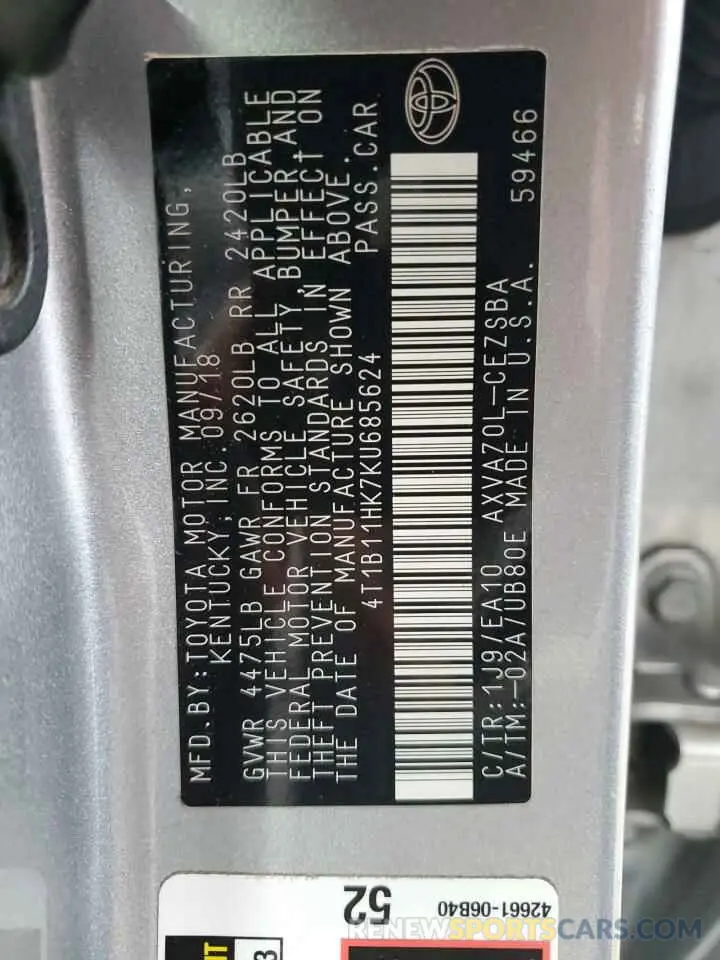 MFD.BY:TOYOTA MOTOR MANUFACTURING,
KENTUCKY, INC. 09/18
GVWR 4475LB GAWR FR 2620LB RR 2420LB
THIS VEHICLE CONFORMS TO ALL APPLICABLE
FEDERAL MOTOR VEHICLE SAFETY, BUMPER, AND
THEFT PREVENTION STANDARDS IN EFFECT ON
THE DATE OF MANUFACTURE SHOWN ABOVE.
4T1B11HK7KU685624 PASS.CAR
C/TR:1J9/EA10 AXVA70L-CEZSBA
A/TM:-02A/UB80E MADE IN U.S.A. 59466
52
42661-06B40
RENEWSPORTSCARS.COM